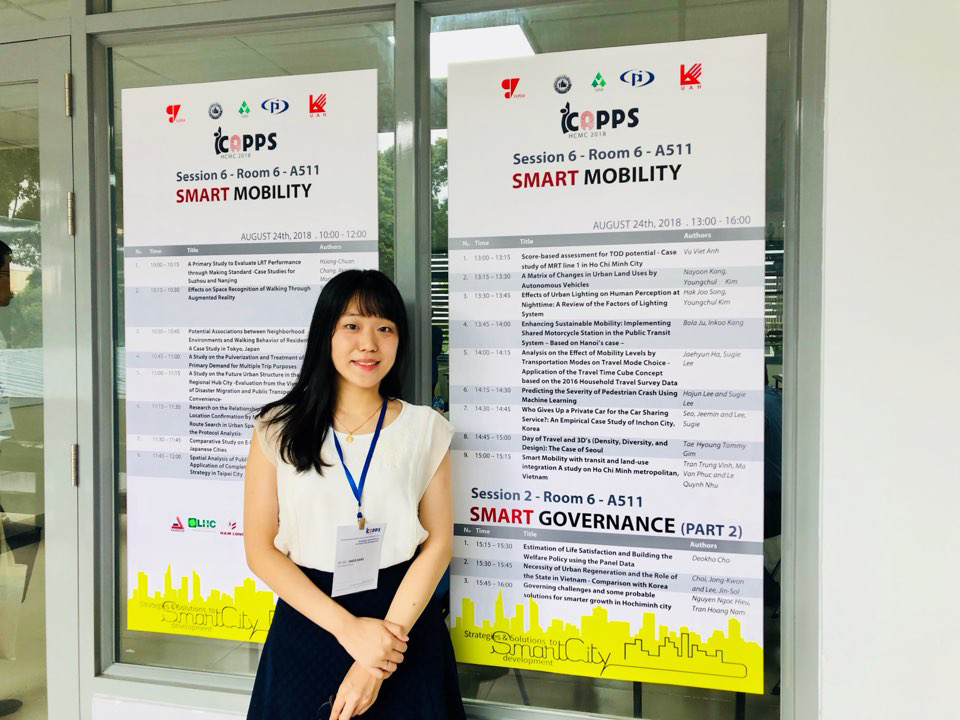 iCAPPS
HCMC 2018
Session 6 - Room 6 - A511
SMART MOBILITY
AUGUST 24th, 2018 . 10:00 - 12:00
No. Time Title Authors
1. 10:00 - 10:15 A Primary Study to Evaluate LRT Performance
through Making Standard -Case Studies for
Suzhou and Nanjing
Hsiang-Chuan
Chang,
2. 10:15 - 10:30 Effects on Space Recognition of Walking Through
Augmented Reality
3. 10:30 - 10:45 Potential Associations between Neighborhood
Environments and Walking Behavior of
A Case Study in Tokyo, Japan
4. 10:45 - 11:00 A Study on the Pulverization and Treatment of
Primary Demand for Multiple Trip Purposes
5. 11:00 - 11:15 A Study on the Future Urban Structure in the
Regional Hub City -Evaluation from the
of Disaster Migration and Public
Convenience-
6. 11:15 - 11:30 Research on the
Location Confirmation by
Route Search in Urban
the Protocol Analysis-
7. 11:30 - 11:45 Comparative Study on
Japanese Cities
8. 11:45 - 12:00 Spatial Analysis of
Application of
Strategy in Taipei City
LHC
Strategies & Solutions to
SmartCity
development
UAH
iCAPPS
HCMC 2018
Session 6 - Room 6 - A511
SMART MOBILITY
AUGUST 24th, 2018 . 13:00 - 16:00
No. Time Title Authors
1. 13:00 - 13:15 Score-based assessment for TOD potential - Case
study of MRT line 1 in Ho Chi Minh City
Vu Viet Anh
2. 13:15 - 13:30 A Matrix of Changes in Urban Land Uses by
Autonomous Vehicles
Nayoon Kang,
Youngchul Kim
3. 13:30 - 13:45 Effects of Urban Lighting on Human Perception at
Nighttime: A Review of the Factors of Lighting
System
Hak Joo Song,
Youngchul Kim
4. 13:45 - 14:00 Enhancing Sustainable Mobility: Implementing
Shared Motorcycle Station in the Public Transit
System – Based on Hanoi's case –
Bola Ju, Inkoo Kang
5. 14:00 - 14:15 Analysis on the Effect of Mobility Levels by
Transportation Modes on Travel Mode Choice -
Application of the Travel Time Cube Concept
based on the 2016 Household Travel Survey Data
Jaehyun Ha, Sugie
Lee
6. 14:15 - 14:30 Predicting the Severity of Pedestrian Crash Using
Machine Learning
Hojun Lee and Sugie
Lee
7. 14:30 - 14:45 Who Gives Up a Private Car for the Car Sharing
Service?: An Empirical Case Study of Inchon City,
Korea
Seo, Jeemin and Lee,
Sugie
8. 14:45 - 15:00 Day of Travel and 3D's (Density, Diversity, and
Design): The Case of Seoul
Tae Hyoung Tommy
Gim
9. 15:00 - 15:15 Smart Mobility with transit and land-use
integration A study on Ho Chi Minh metropolitan,
Vietnam
Tran Trung Vinh, Mo
Van Phuc and Le
Quynh Nhu
Session 2 - Room 6 - A511
SMART GOVERNANCE (PART 2)
No. Time Title Authors
1. 15:15 - 15:30 Estimation of Life Satisfaction and Building the
Welfare Policy using the Panel Data
Deokho Cho
2. 15:30 - 15:45 Necessity of Urban Regeneration and the Role of
the State in Vietnam - Comparison with Korea
Choi, Jong-Kwon
and Lee, Jin-Sol
3. 15:45 - 16:00 Governing challenges and some probable
solutions for smarter growth in Hochiminh city
Nguyen Ngoc Hieu,
Tran Hoang Nam
Strategies & Solutions to
SmartCity
development
iCAPPS